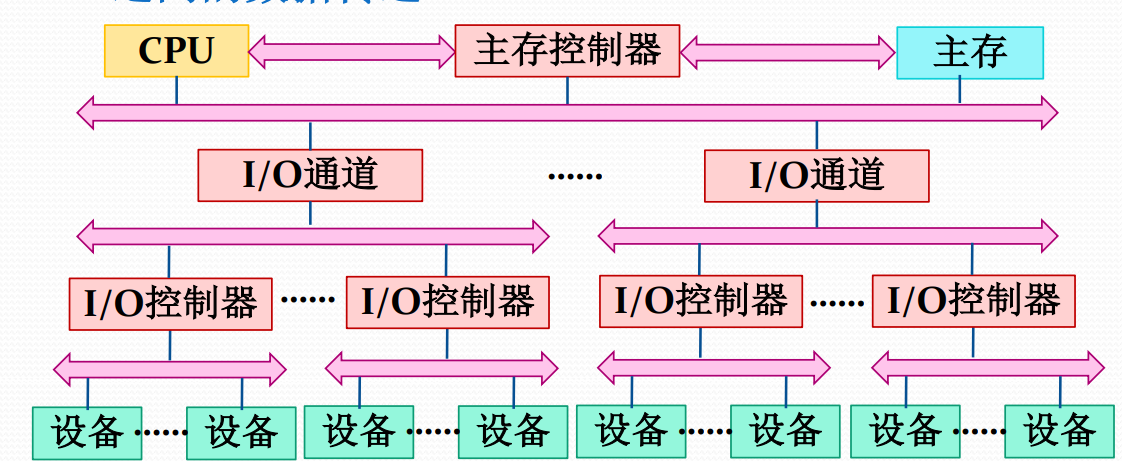 CPU 主存控制器 主存
I/O通道 ······ I/O通道
I/O控制器 ······ I/O控制器 I/O控制器 ······ I/O控制器
设备 ······ 设备 设备 ······ 设备 设备 ······ 设备 设备 ······ 设备